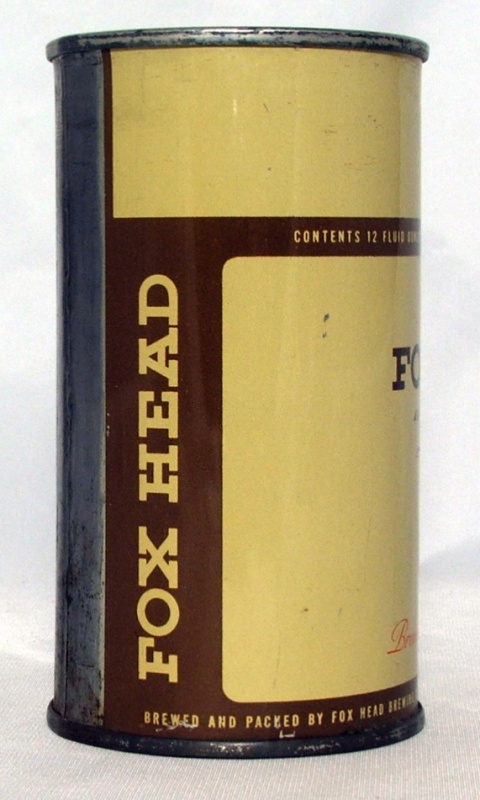 CONTENTS 12 FLUID
FOX HEAD
BREWED AND PACKED BY FOX HEAD